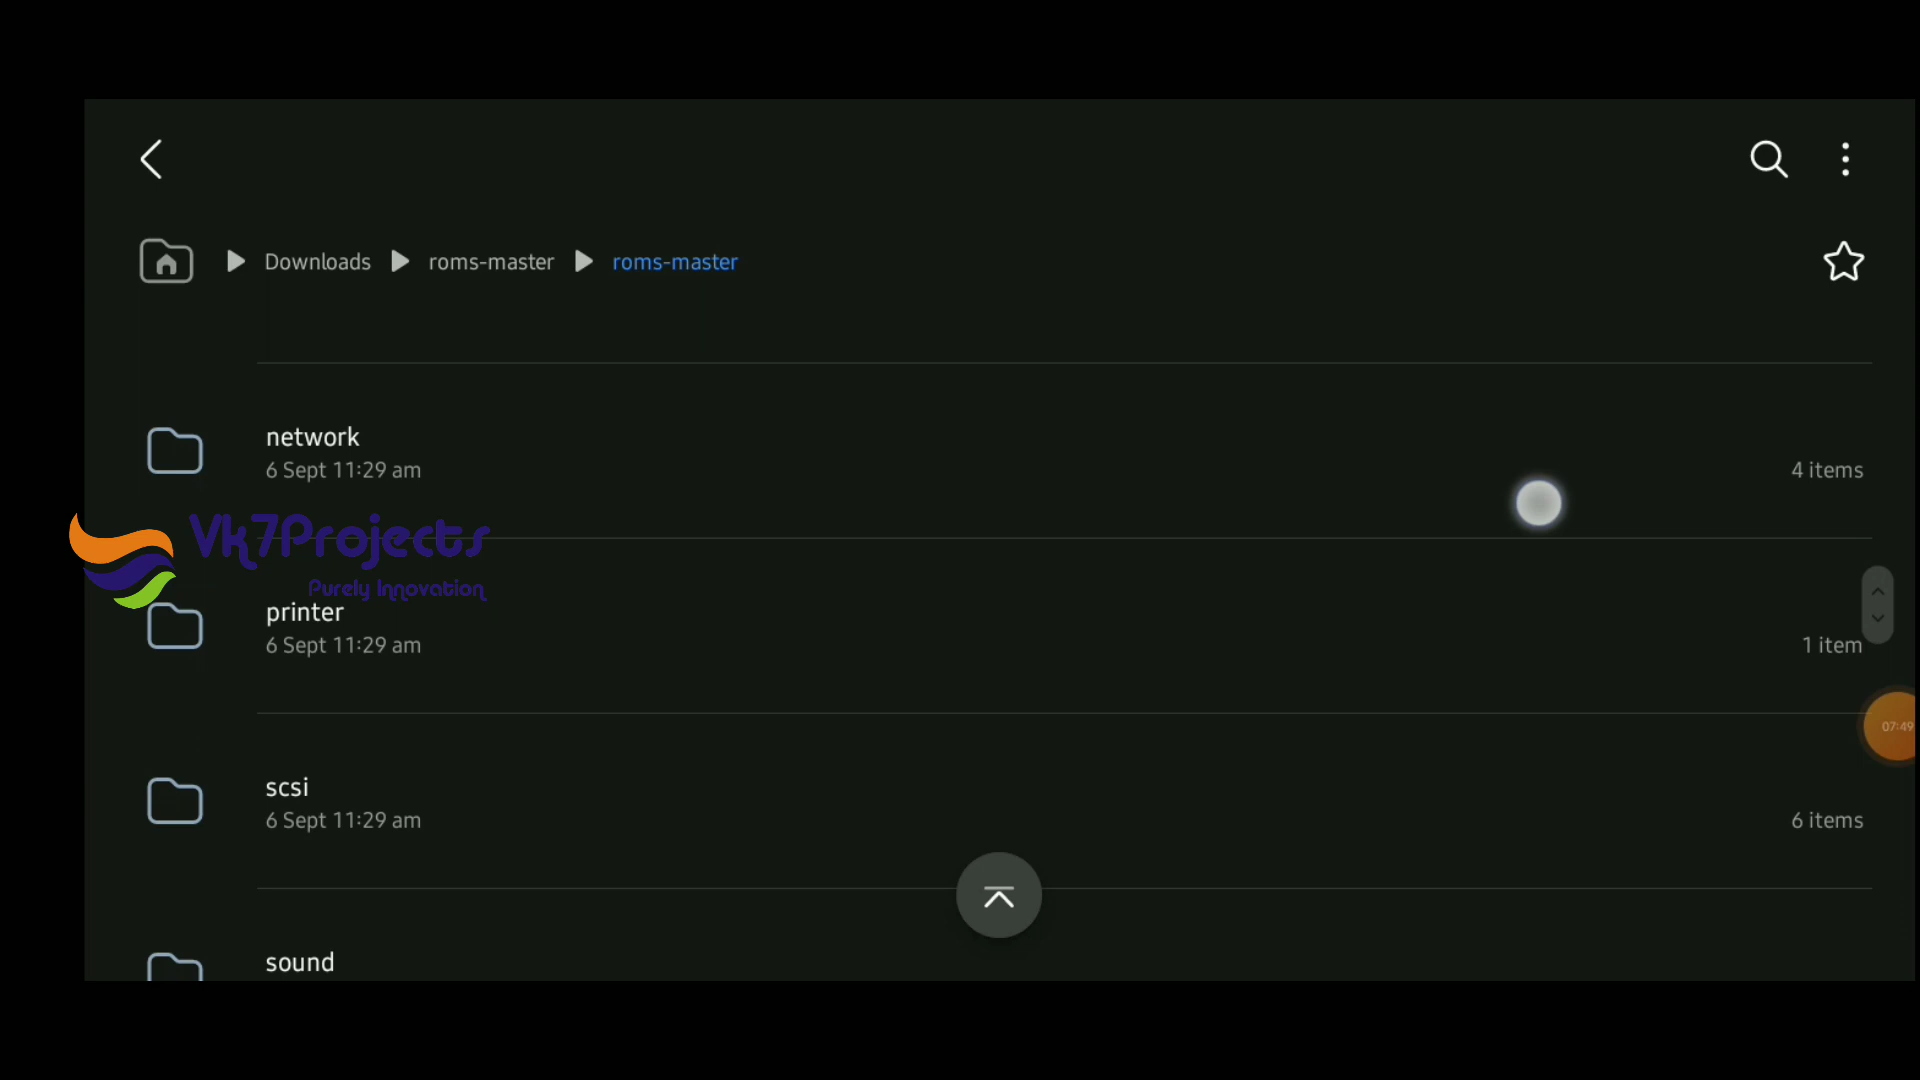 Downloads roms-master roms-master
network
6 Sept 11:29 am
4 items
Vk7Projects
Purely Innovation
printer
6 Sept 11:29 am
1 item
07:49
scsi
6 Sept 11:29 am
6 items
sound